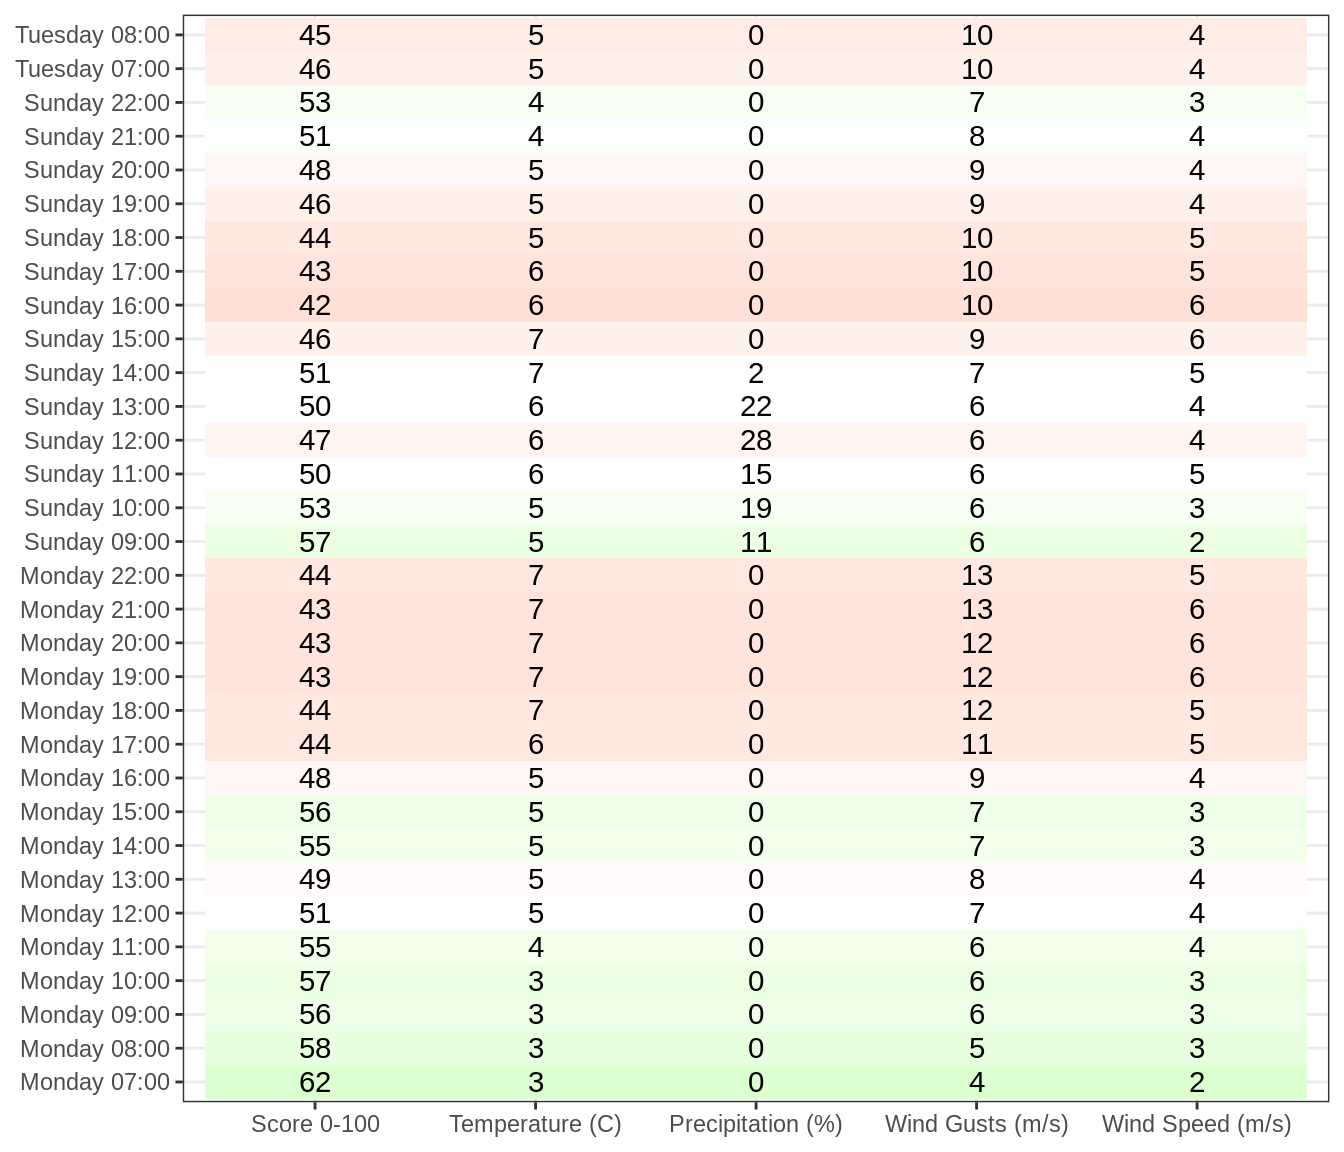 Tuesday 08:00 45 5 0 10 4
Tuesday 07:00 46 5 0 10 4
Sunday 22:00 53 4 0 7 3
Sunday 21:00 51 4 0 8 4
Sunday 20:00 48 5 0 9 4
Sunday 19:00 46 5 0 9 4
Sunday 18:00 44 5 0 10 5
Sunday 17:00 43 6 0 10 5
Sunday 16:00 42 6 0 10 6
Sunday 15:00 46 7 0 9 6
Sunday 14:00 51 7 2 7 5
Sunday 13:00 50 6 22 6 4
Sunday 12:00 47 6 28 6 4
Sunday 11:00 50 6 15 6 5
Sunday 10:00 53 5 19 6 3
Sunday 09:00 57 5 11 6 2
Monday 22:00 44 7 0 13 5
Monday 21:00 43 7 0 13 6
Monday 20:00 43 7 0 12 6
Monday 19:00 43 7 0 12 6
Monday 18:00 44 7 0 12 5
Monday 17:00 44 6 0 11 5
Monday 16:00 48 5 0 9 4
Monday 15:00 56 5 0 7 3
Monday 14:00 55 5 0 7 3
Monday 13:00 49 5 0 8 4
Monday 12:00 51 5 0 7 4
Monday 11:00 55 4 0 6 4
Monday 10:00 57 3 0 6 3
Monday 09:00 56 3 0 6 3
Monday 08:00 58 3 0 5 3
Monday 07:00 62 3 0 4 2
Score 0-100 Temperature (C) Precipitation (%) Wind Gusts (m/s) Wind Speed (m/s)